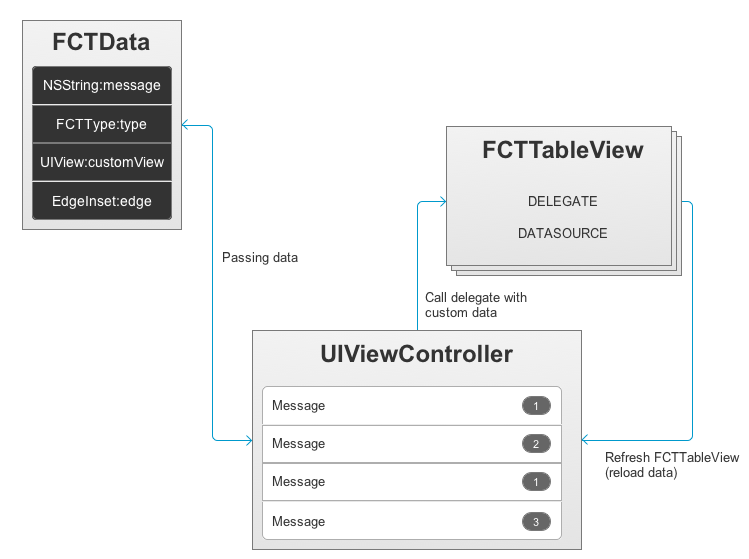 FCTData
NSString:message
FCTType:type
UIView:customView
EdgeInset:edge
FCTTableView
DELEGATE
DATASOURCE
Passing data
Call delegate with
custom data
UIViewController
Message 1
Message 2
Message 1
Message 3
Refresh FCTTableView
(reload data)